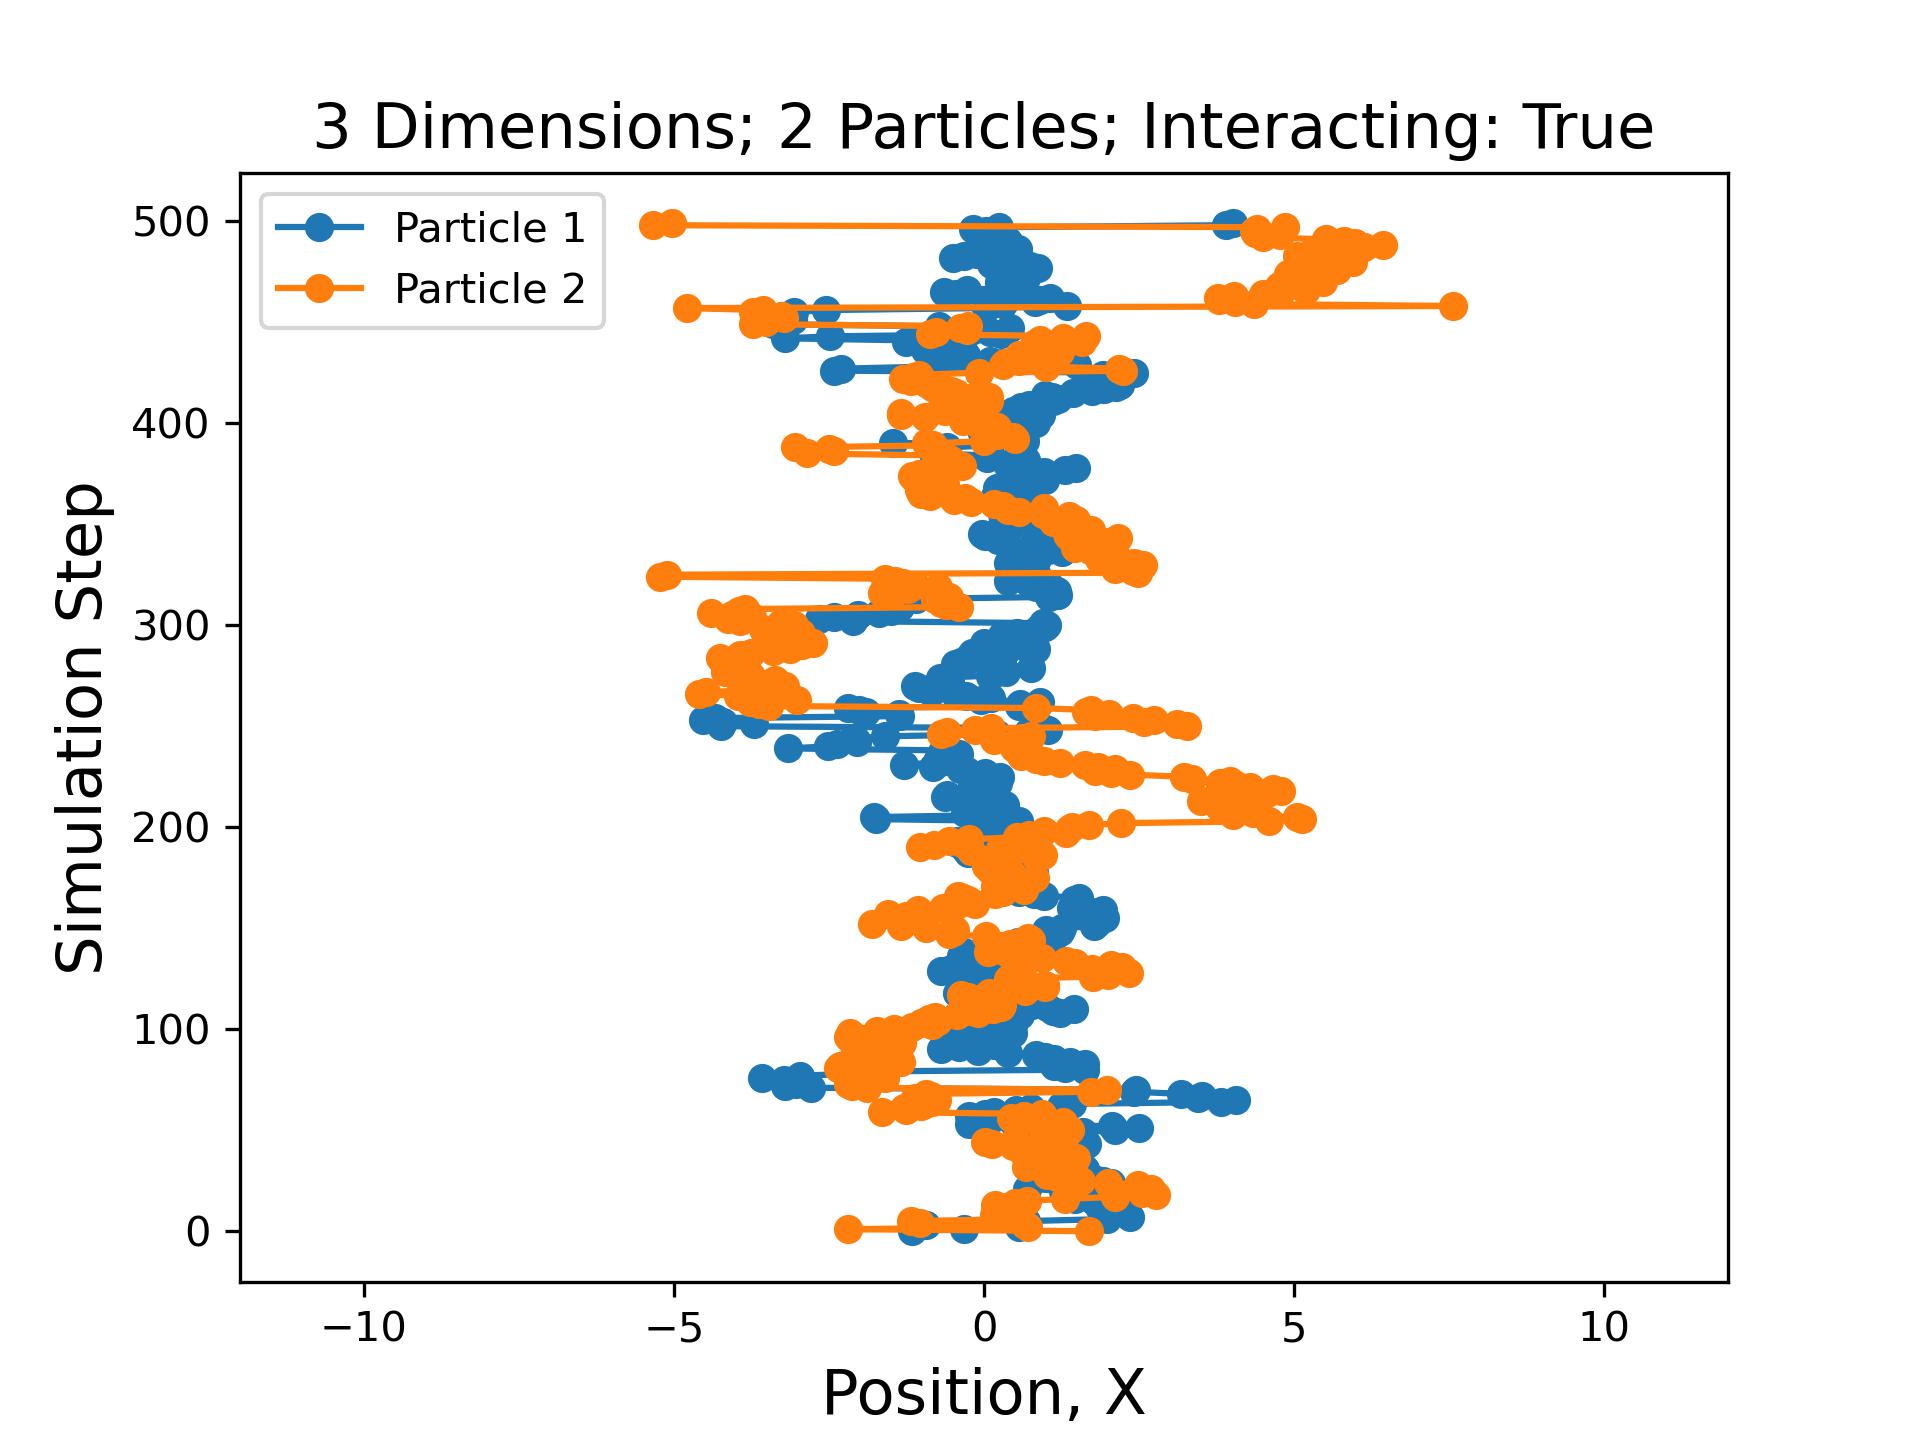 3 Dimensions; 2 Particles; Interacting: True
Particle 1
Particle 2
Simulation Step
500
400
300
200
100
0
−10
−5
0
5
10
Position, X